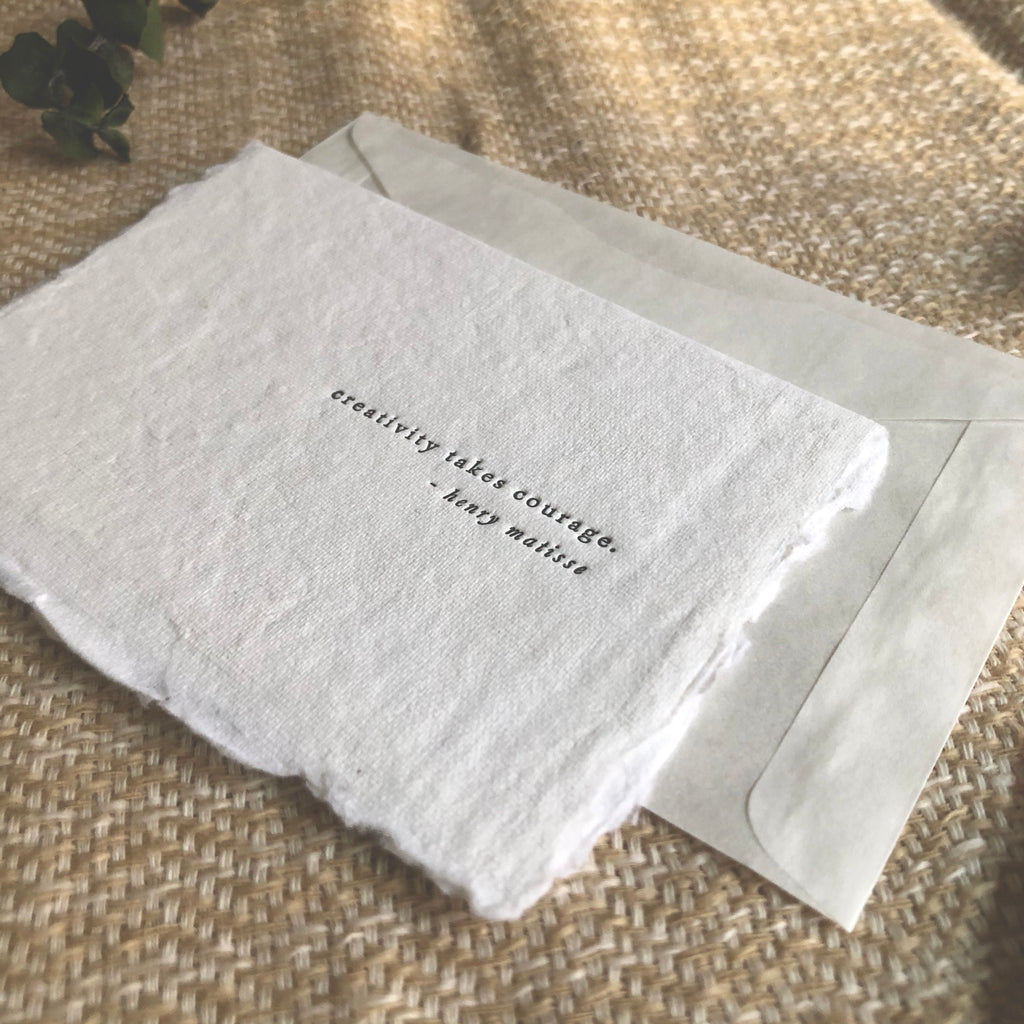 creativity takes courage.
- henry matisse